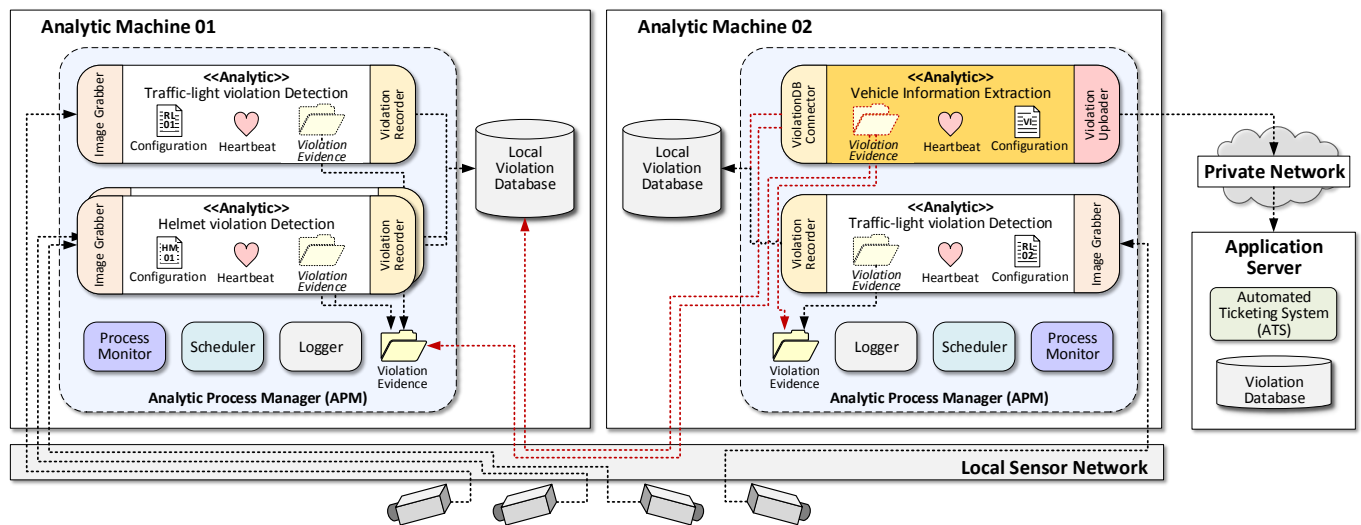 Analytic Machine 01
<<Analytic>>
Traffic-light violation Detection
Image Grabber
RL
01
Configuration
Heartbeat
Violation
Evidence
Violation
Recorder
<<Analytic>>
Helmet violation Detection
Image Grabber
HM
01
Configuration
Heartbeat
Violation
Evidence
Violation
Recorder
Local
Violation
Database
Process
Monitor
Scheduler
Logger
Violation
Evidence
Analytic Process Manager (APM)
Analytic Machine 02
Local
Violation
Database
<<Analytic>>
Vehicle Information Extraction
ViolationDB
Connector
Violation
Evidence
Heartbeat
VE
Configuration
Violation
Uploader
<<Analytic>>
Traffic-light violation Detection
Violation
Recorder
Violation
Evidence
Heartbeat
RL
02
Configuration
Image Grabber
Violation
Evidence
Logger
Scheduler
Process
Monitor
Analytic Process Manager (APM)
Private Network
Application
Server
Automated
Ticketing System
(ATS)
Violation
Database
Local Sensor Network